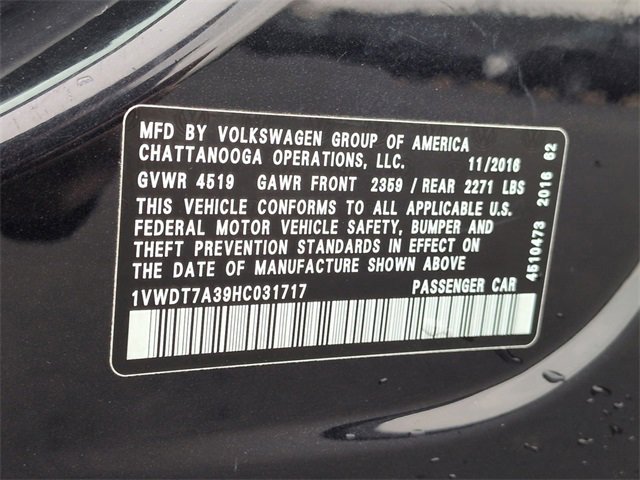 MFD BY VOLKSWAGEN GROUP OF AMERICA
CHATTANOOGA OPERATIONS, LLC. 11/2016
GVWR 4519 GAWR FRONT 2359 / REAR 2271 LBS
THIS VEHICLE CONFORMS TO ALL APPLICABLE U.S.
FEDERAL MOTOR VEHICLE SAFETY, BUMPER AND
THEFT PREVENTION STANDARDS IN EFFECT ON
THE DATE OF MANUFACTURE SHOWN ABOVE
1VWDT7A39HC031717 PASSENGER CAR
4510473 2016 62